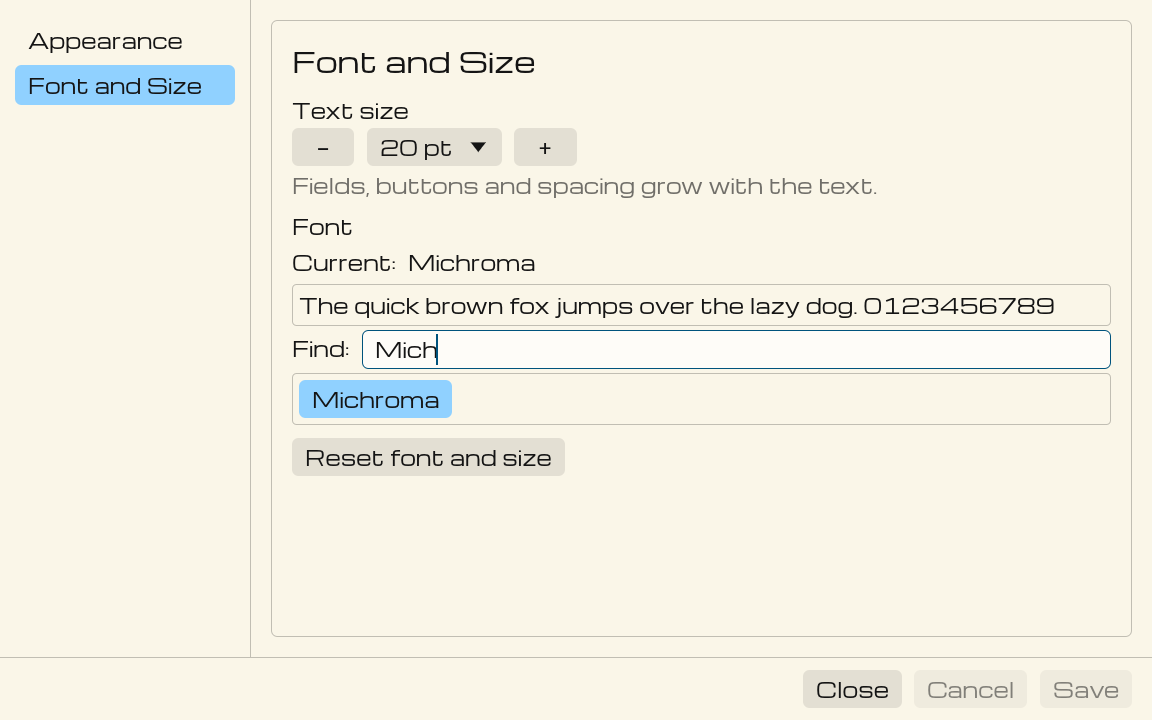 Appearance
Font and Size
Font and Size
Text size
– 20 pt +
Fields, buttons and spacing grow with the text.
Font
Current: Michroma
The quick brown fox jumps over the lazy dog. 0123456789
Find: Mich
Michroma
Reset font and size
Close Cancel Save